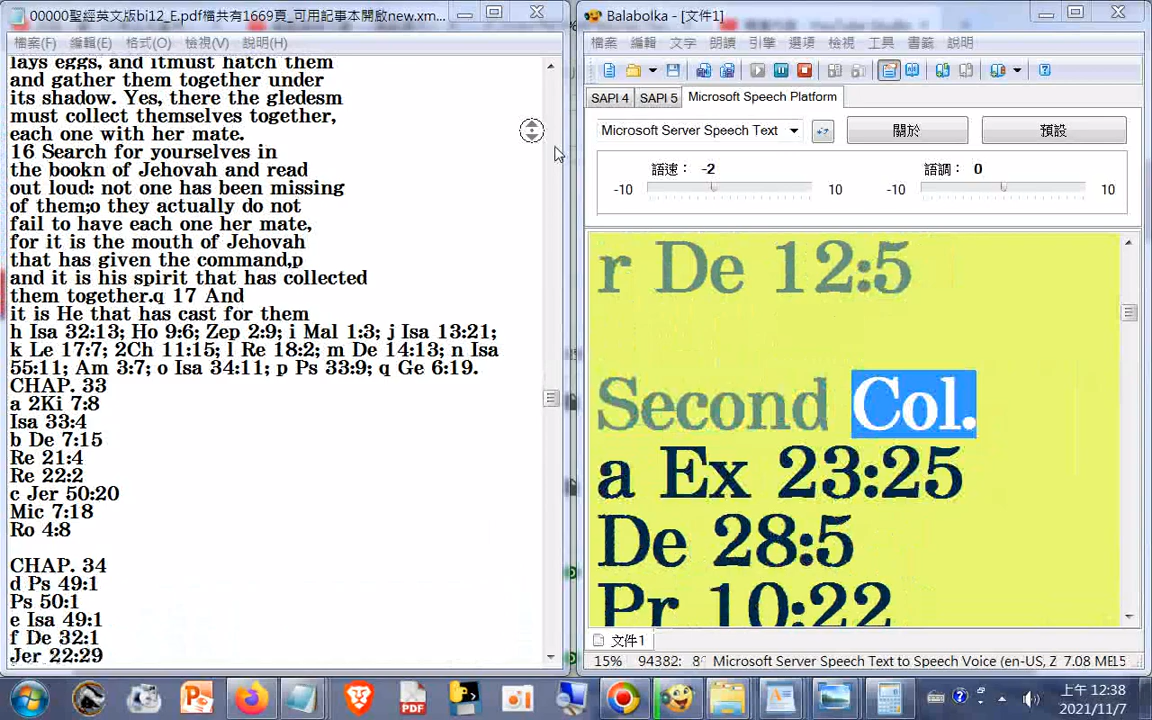 00000聖經英文版bi12_E.pdf檔共有1669頁_可用記事本開啟new.xm...
檔案(F) 編輯(E) 格式(O) 檢視(V) 說明(H)
lays eggs, and itmust hatch them
and gather them together under
its shadow. Yes, there the gledesm
must collect themselves together,
each one with her mate.
16 Search for yourselves in
the bookn of Jehovah and read
out loud: not one has been missing
of them;o they actually do not
fail to have each one her mate,
for it is the mouth of Jehovah
that has given the command,p
and it is his spirit that has collected
them together.q 17 And
it is He that has cast for them
h Isa 32:13; Ho 9:6; Zep 2:9; i Mal 1:3; j Isa 13:21;
k Le 17:7; 2Ch 11:15; l Re 18:2; m De 14:13; n Isa
55:11; Am 3:7; o Isa 34:11; p Ps 33:9; q Ge 6:19.
CHAP. 33
a 2Ki 7:8
Isa 33:4
b De 7:15
Re 21:4
Re 22:2
c Jer 50:20
Mic 7:18
Ro 4:8
CHAP. 34
d Ps 49:1
Ps 50:1
e Isa 49:1
f De 32:1
Jer 22:29
Balabolka - [文件1]
檔案 編輯 文字 朗讀 引擎 選項 檢視 工具 書籤 說明
SAPI 4 SAPI 5 Microsoft Speech Platform
Microsoft Server Speech Text 關於 預設
語速： -2 語調： 0
-10 10 -10 10
r De 12:5
Second Col.
a Ex 23:25
De 28:5
Pr 10:22
文件1
15% 94382: Microsoft Server Speech Text to Speech Voice (en-US, Z 7.08 ME
上午 12:38
2021/11/7